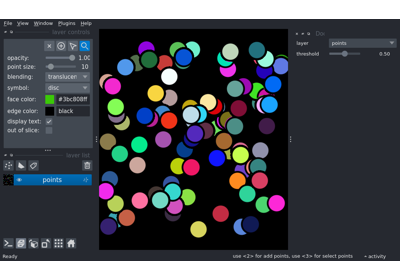 File View Plugins Window Help
layer controls
opacity: 1.00
point size: 10
blending: translucen
symbol: disc
face color: #3bc808ff
edge color: black
display text:
out of slice:
layer list
points
Do
layer points
threshold 0.50
Ready
use <2> for add points, use <3> for select points
activity